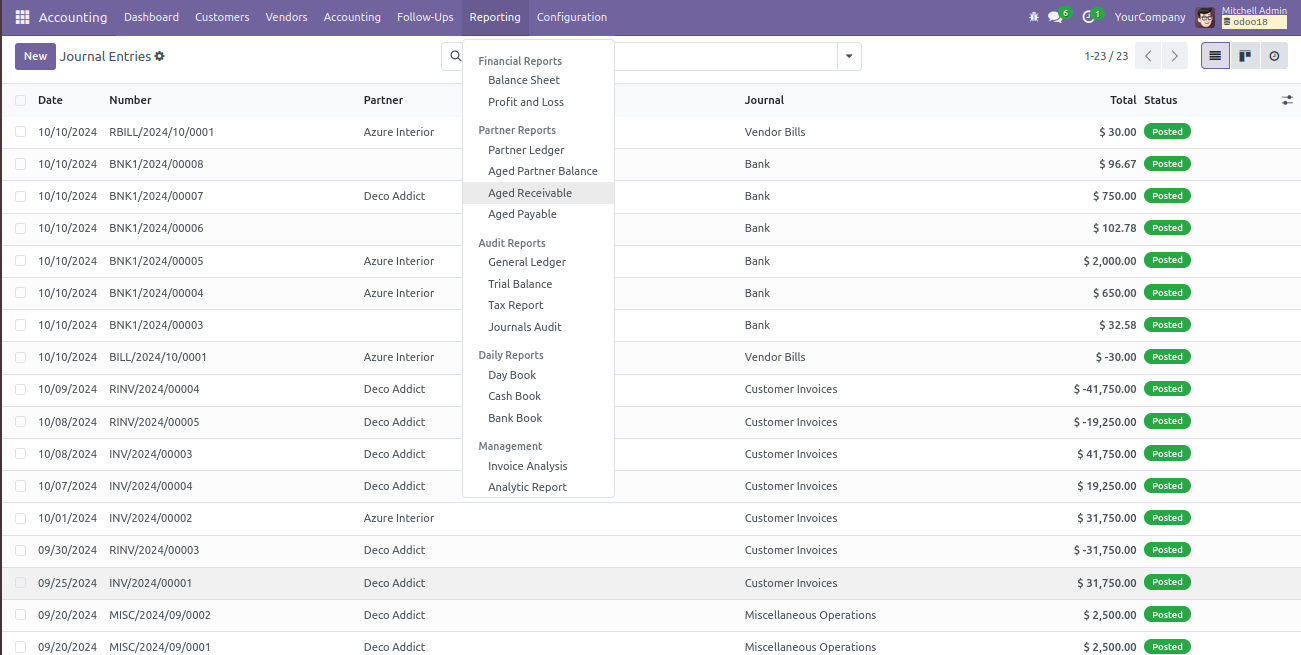 Accounting Dashboard Customers Vendors Accounting Follow-Ups Reporting Configuration 6 1 YourCompany Mitchell Admin
odoo18
New Journal Entries 1-23 / 23
Financial Reports
Balance Sheet
Profit and Loss
Partner Reports
Partner Ledger
Aged Partner Balance
Aged Receivable
Aged Payable
Audit Reports
General Ledger
Trial Balance
Tax Report
Journals Audit
Daily Reports
Day Book
Cash Book
Bank Book
Management
Invoice Analysis
Analytic Report
Date Number Partner Journal Total Status
10/10/2024 RBILL/2024/10/0001 Azure Interior Vendor Bills $ 30.00 Posted
10/10/2024 BNK1/2024/00008 Bank $ 96.67 Posted
10/10/2024 BNK1/2024/00007 Deco Addict Bank $ 750.00 Posted
10/10/2024 BNK1/2024/00006 Bank $ 102.78 Posted
10/10/2024 BNK1/2024/00005 Azure Interior Bank $ 2,000.00 Posted
10/10/2024 BNK1/2024/00004 Azure Interior Bank $ 650.00 Posted
10/10/2024 BNK1/2024/00003 Bank $ 32.58 Posted
10/10/2024 BILL/2024/10/0001 Azure Interior Vendor Bills $ -30.00 Posted
10/09/2024 RINV/2024/00004 Deco Addict Customer Invoices $ -41,750.00 Posted
10/08/2024 RINV/2024/00005 Deco Addict Customer Invoices $ -19,250.00 Posted
10/08/2024 INV/2024/00003 Deco Addict Customer Invoices $ 41,750.00 Posted
10/07/2024 INV/2024/00004 Deco Addict Customer Invoices $ 19,250.00 Posted
10/01/2024 INV/2024/00002 Azure Interior Customer Invoices $ 31,750.00 Posted
09/30/2024 RINV/2024/00003 Deco Addict Customer Invoices $ -31,750.00 Posted
09/25/2024 INV/2024/00001 Deco Addict Customer Invoices $ 31,750.00 Posted
09/20/2024 MISC/2024/09/0002 Deco Addict Miscellaneous Operations $ 2,500.00 Posted
09/20/2024 MISC/2024/09/0001 Deco Addict Miscellaneous Operations $ 2,500.00 Posted